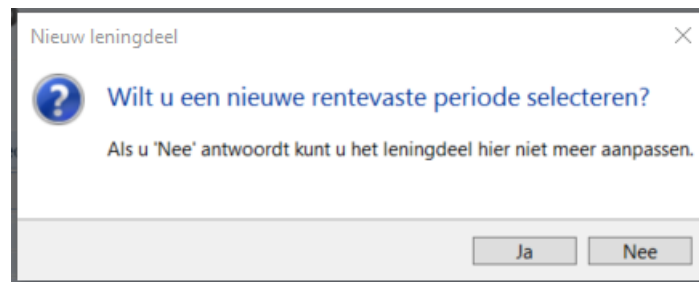 Nieuw leningdeel
Wilt u een nieuwe rentevaste periode selecteren?
Als u 'Nee' antwoordt kunt u het leningdeel hier niet meer aanpassen.
Ja Nee